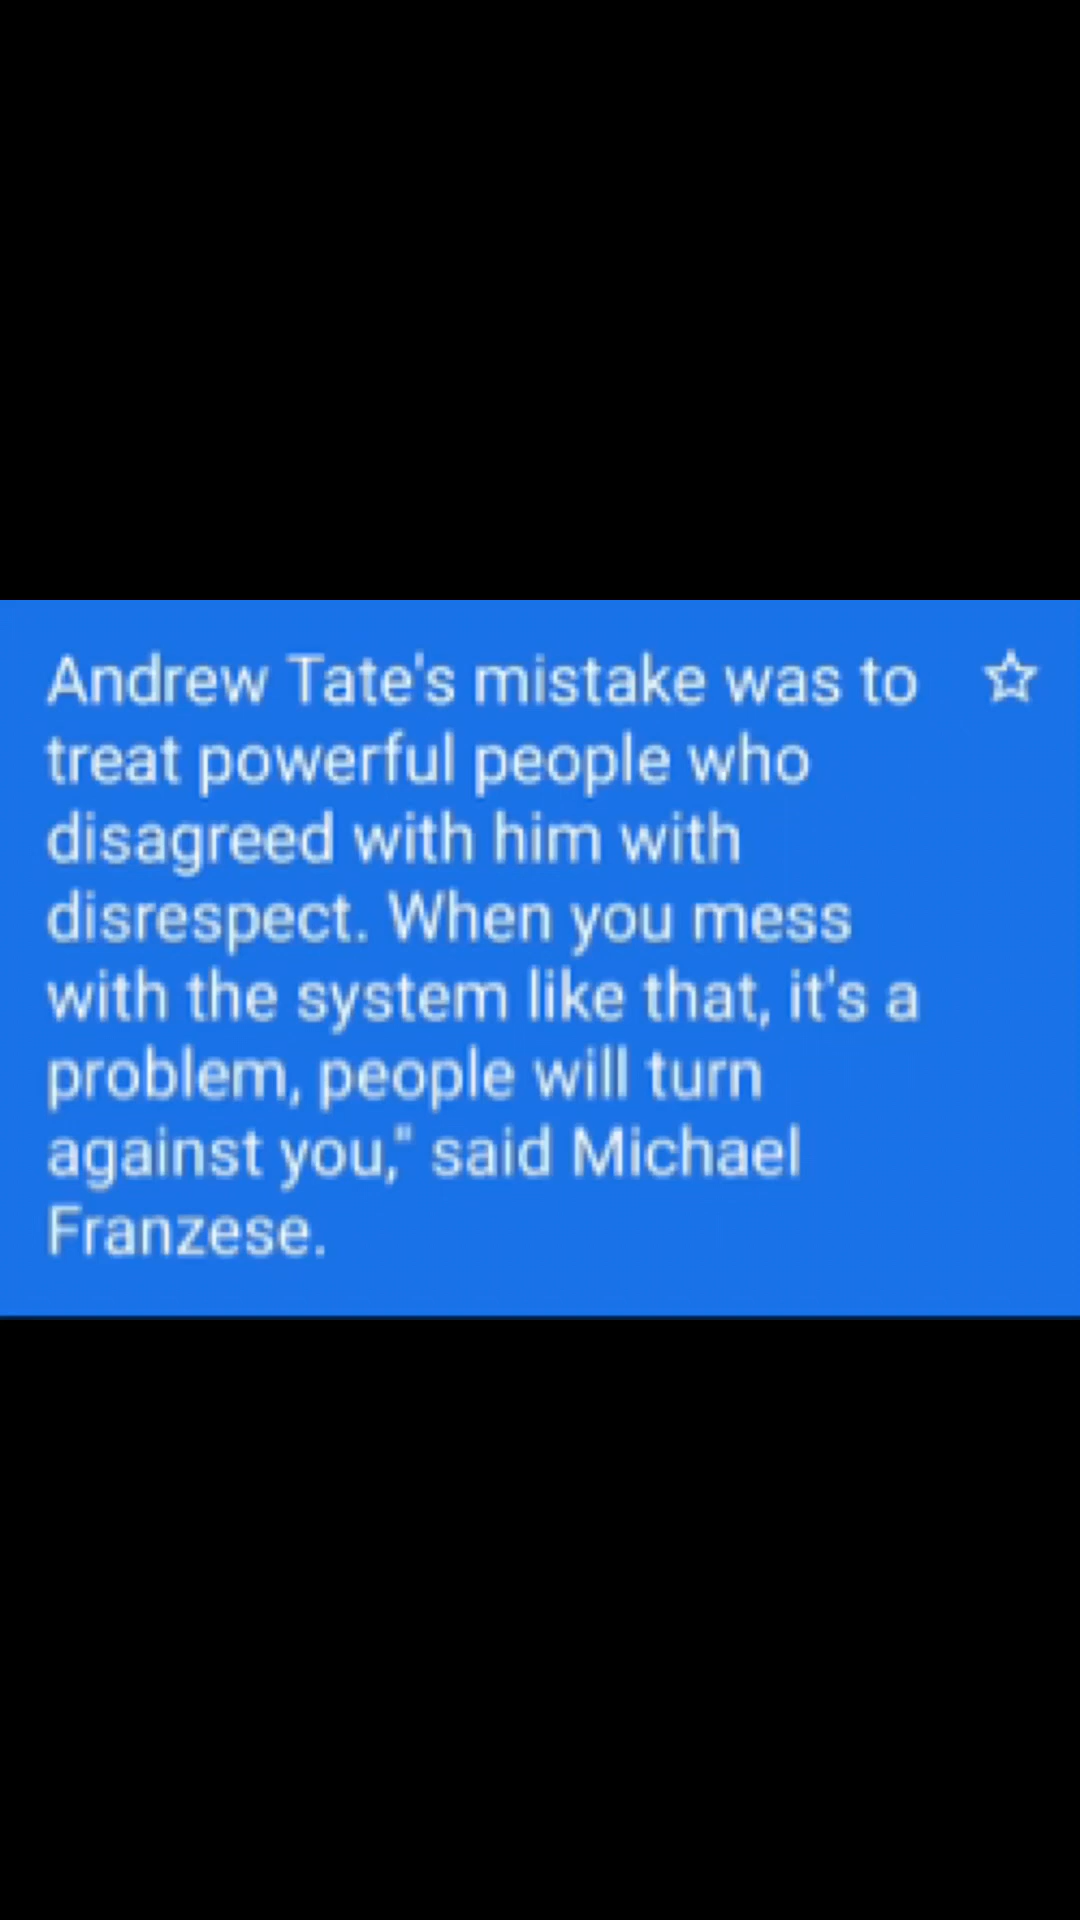 Andrew Tate's mistake was to
treat powerful people who
disagreed with him with
disrespect. When you mess
with the system like that, it's a
problem, people will turn
against you," said Michael
Franzese.